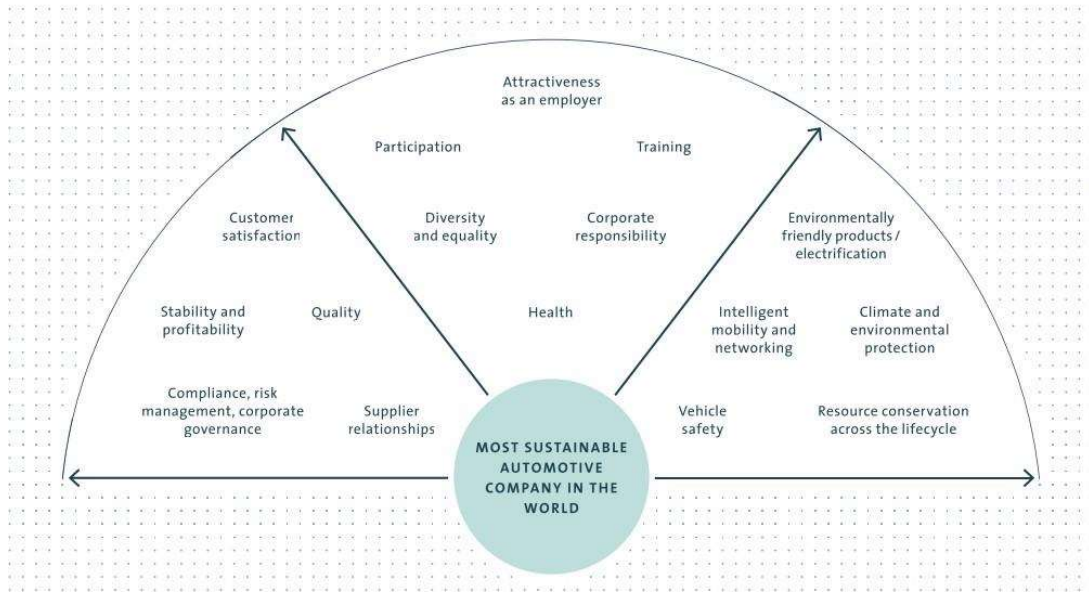 Attractiveness
as an employer
Participation
Training
Customer
satisfaction
Diversity
and equality
Corporate
responsibility
Environmentally
friendly products /
electrification
Stability and
profitability
Quality
Health
Intelligent
mobility and
networking
Climate and
environmental
protection
Compliance, risk
management, corporate
governance
Supplier
relationships
Vehicle
safety
Resource conservation
across the lifecycle
MOST SUSTAINABLE
AUTOMOTIVE
COMPANY IN THE
WORLD